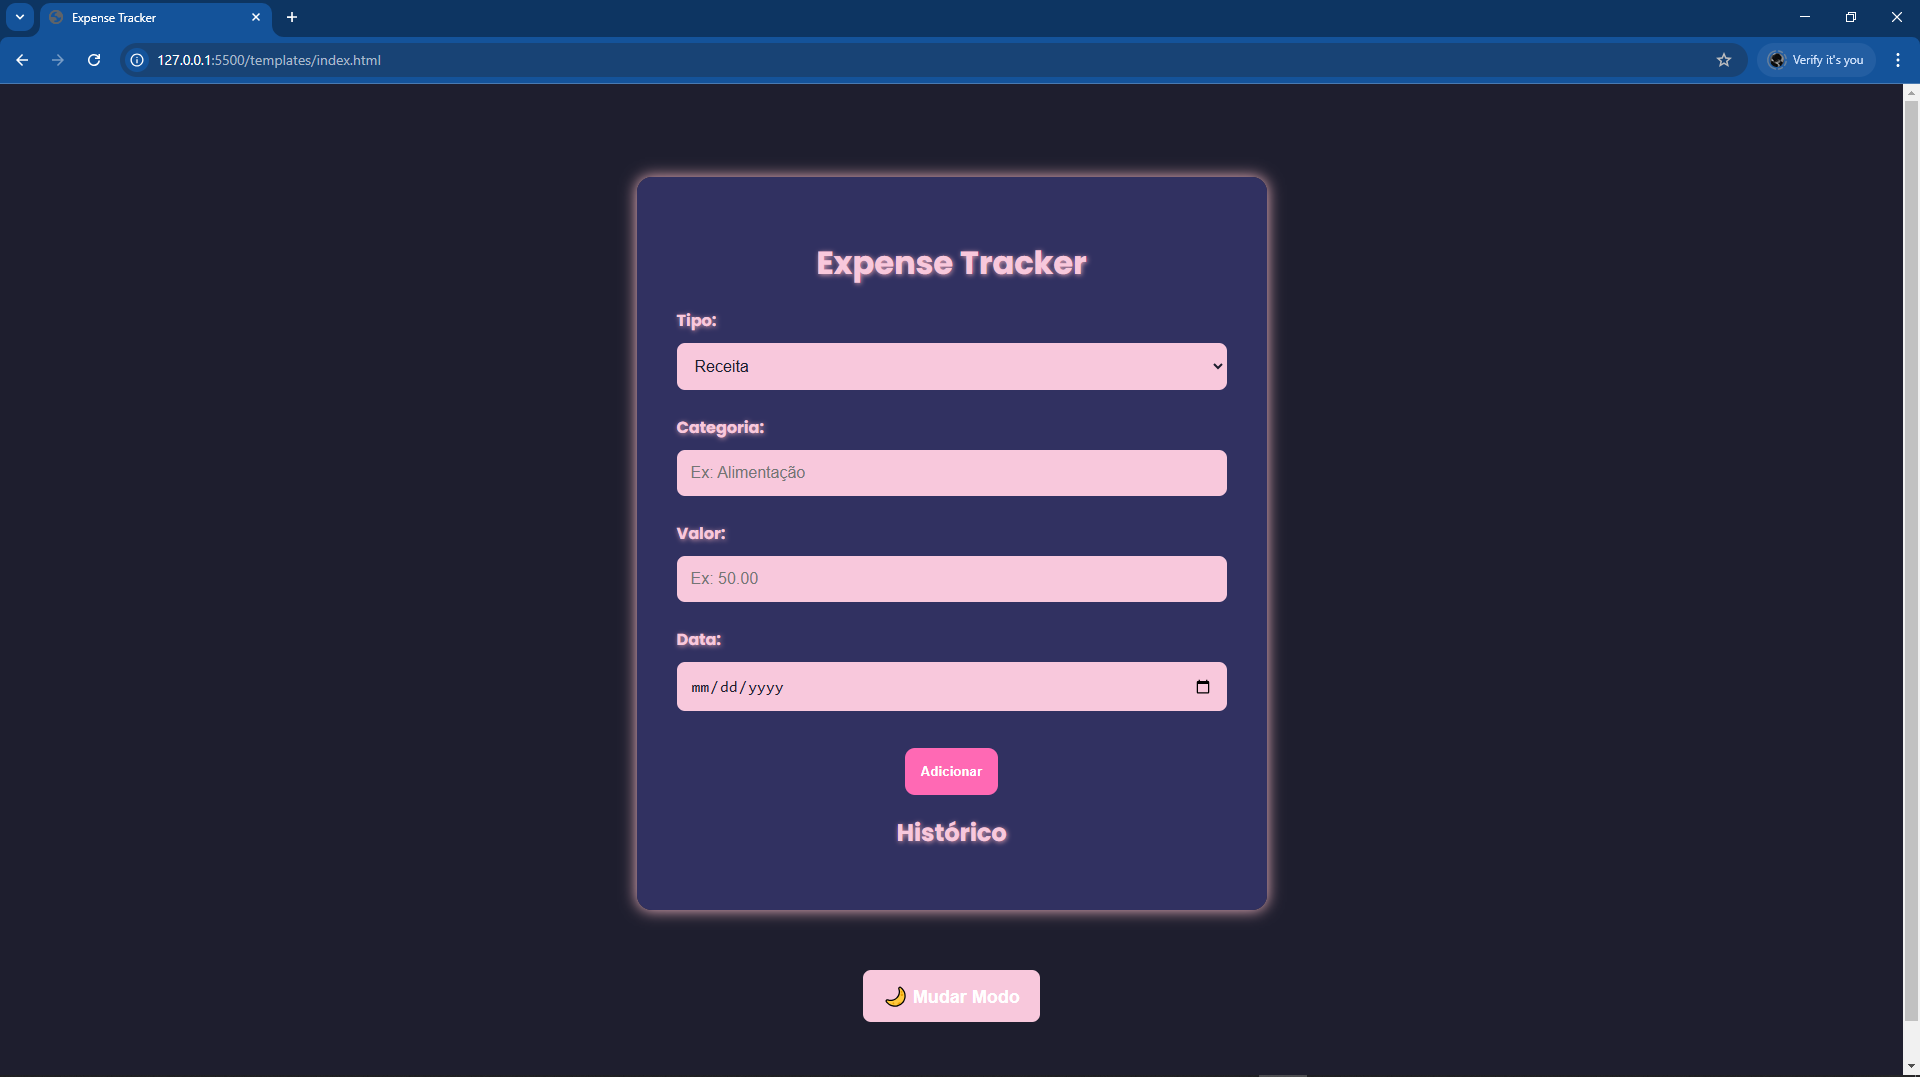 Expense Tracker
127.0.0.1:5500/templates/index.html
Verify it's you
Expense Tracker
Tipo:
Receita
Categoria:
Ex: Alimentação
Valor:
Ex: 50.00
Data:
mm/dd/yyyy
Adicionar
Histórico
🌙 Mudar Modo